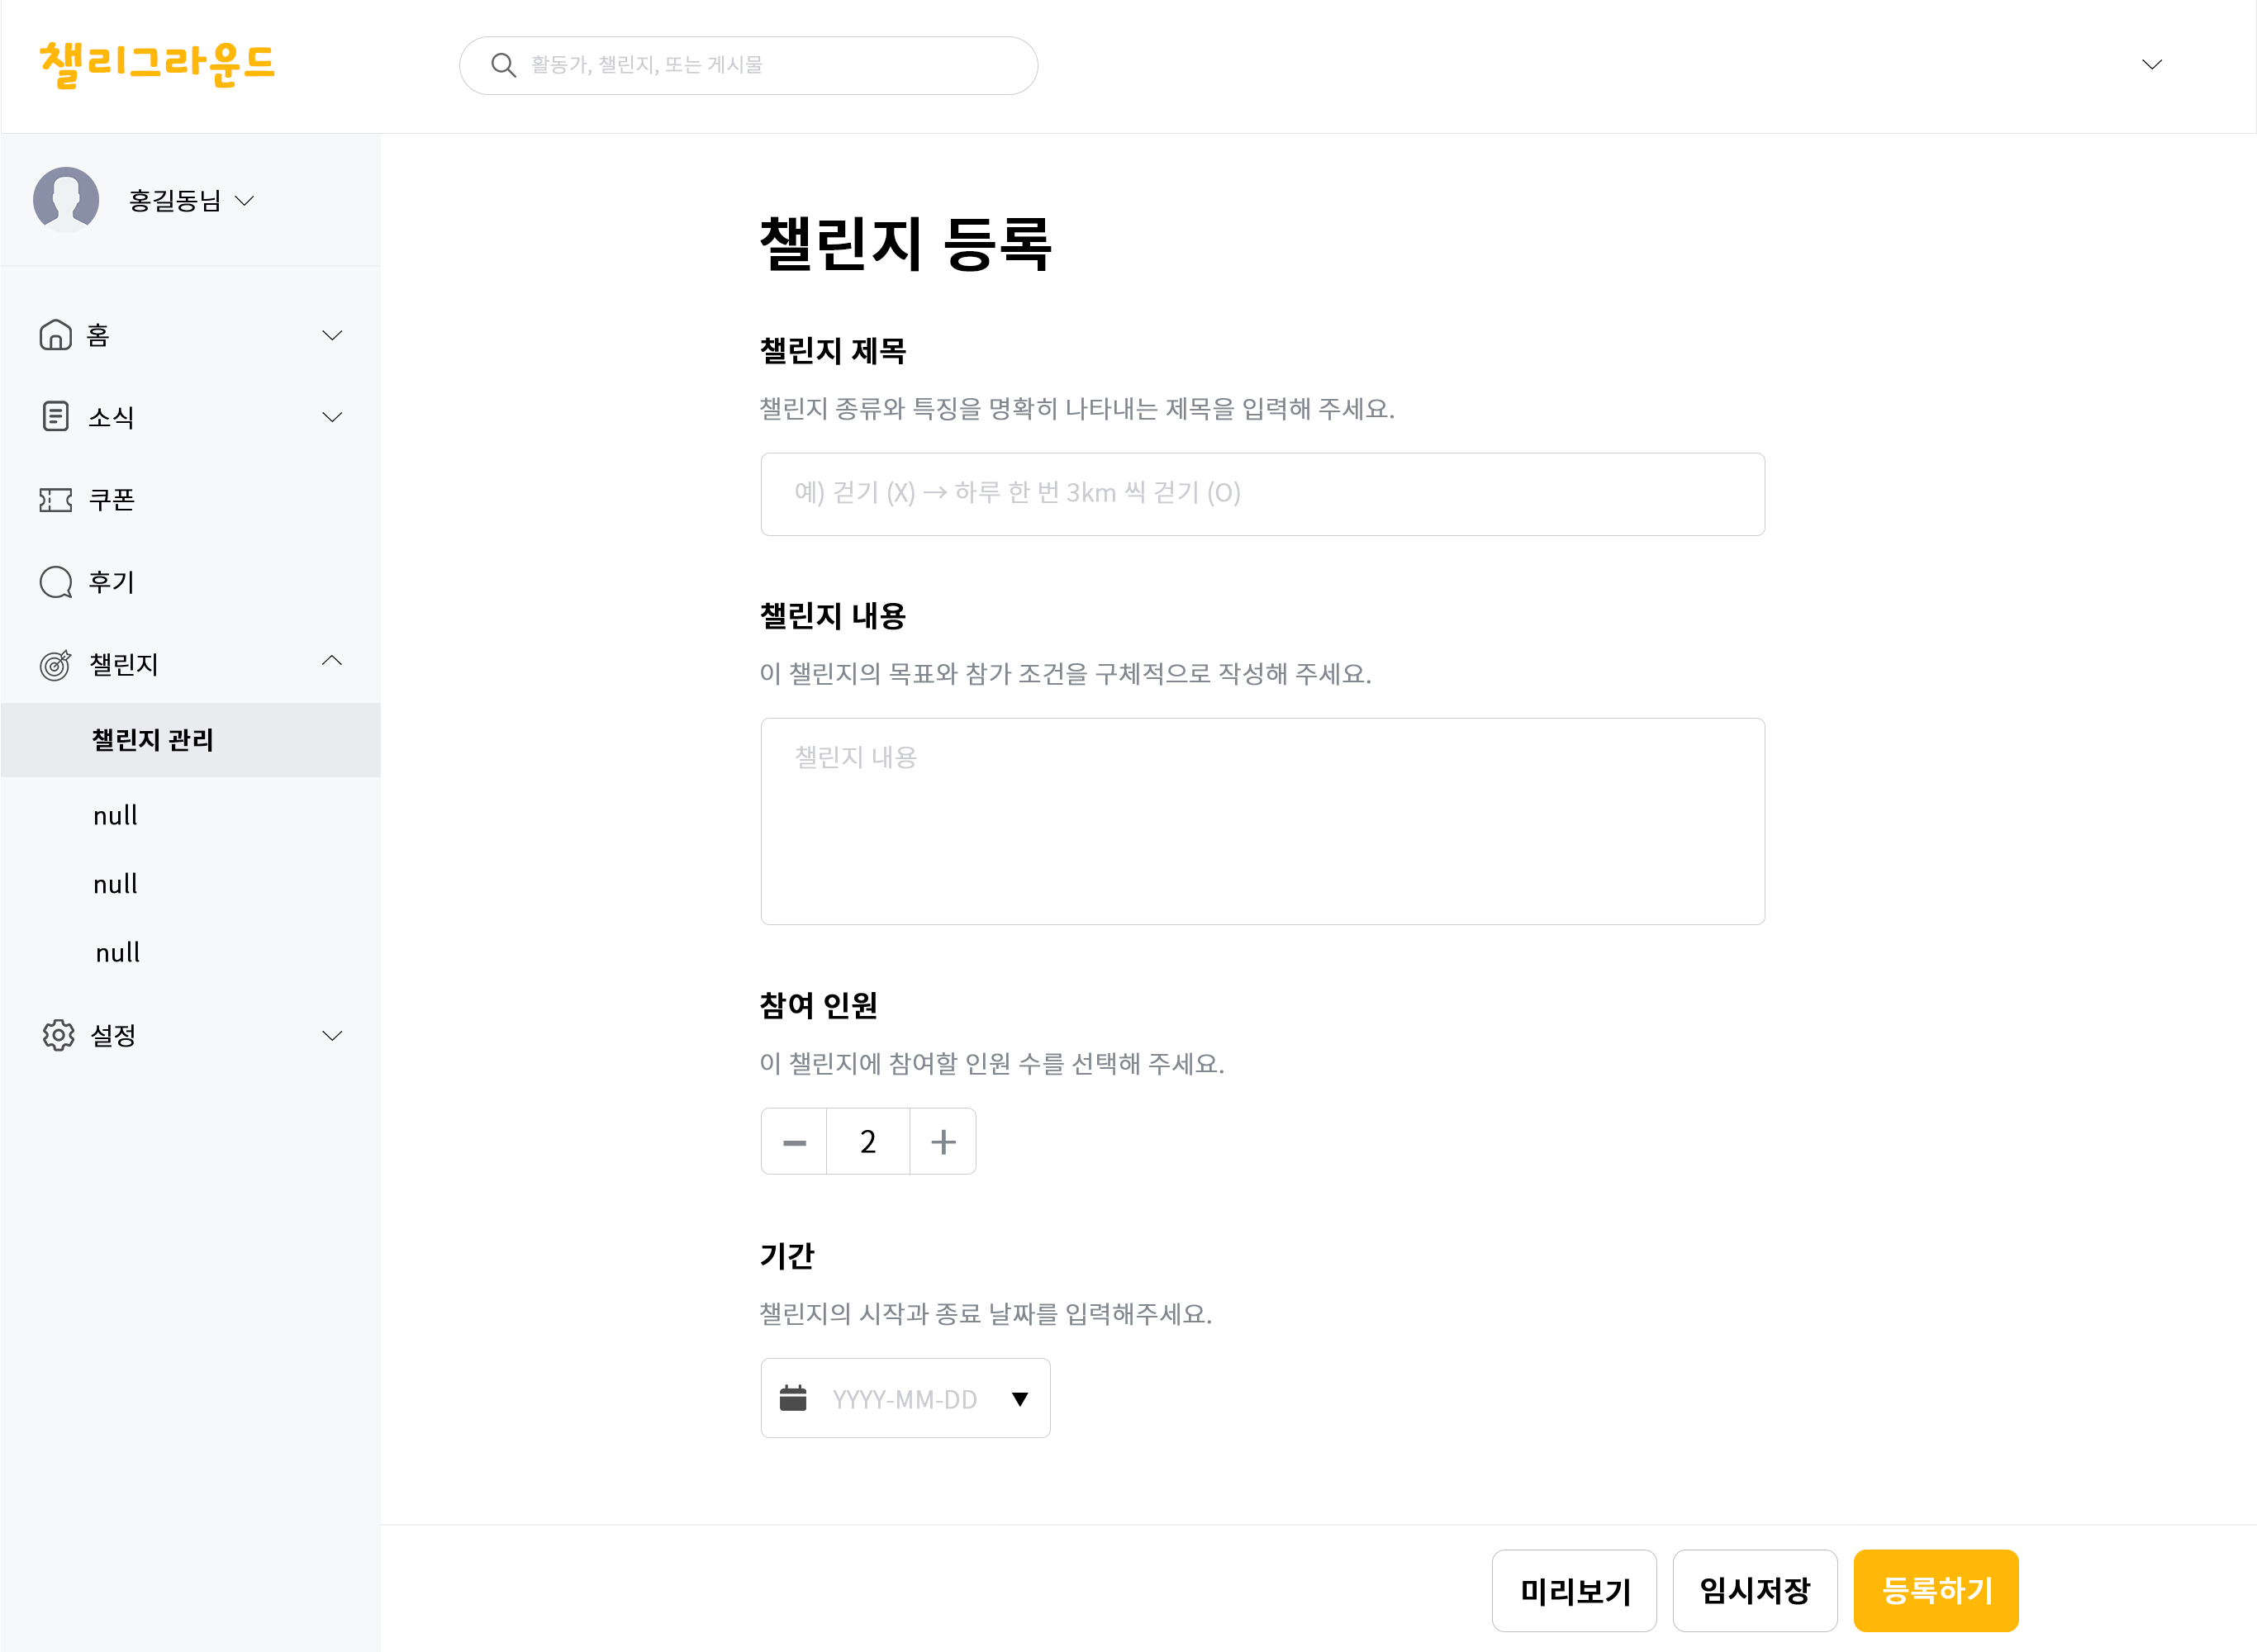 챌리그라운드
활동가, 챌린지, 또는 게시물
홍길동님
홈
소식
쿠폰
후기
챌린지
챌린지 관리
null
null
null
설정
챌린지 등록
챌린지 제목
챌린지 종류와 특징을 명확히 나타내는 제목을 입력해 주세요.
예) 걷기 (X) → 하루 한 번 3km 씩 걷기 (O)
챌린지 내용
이 챌린지의 목표와 참가 조건을 구체적으로 작성해 주세요.
챌린지 내용
참여 인원
이 챌린지에 참여할 인원 수를 선택해 주세요.
2
기간
챌린지의 시작과 종료 날짜를 입력해주세요.
YYYY-MM-DD
미리보기 임시저장 등록하기